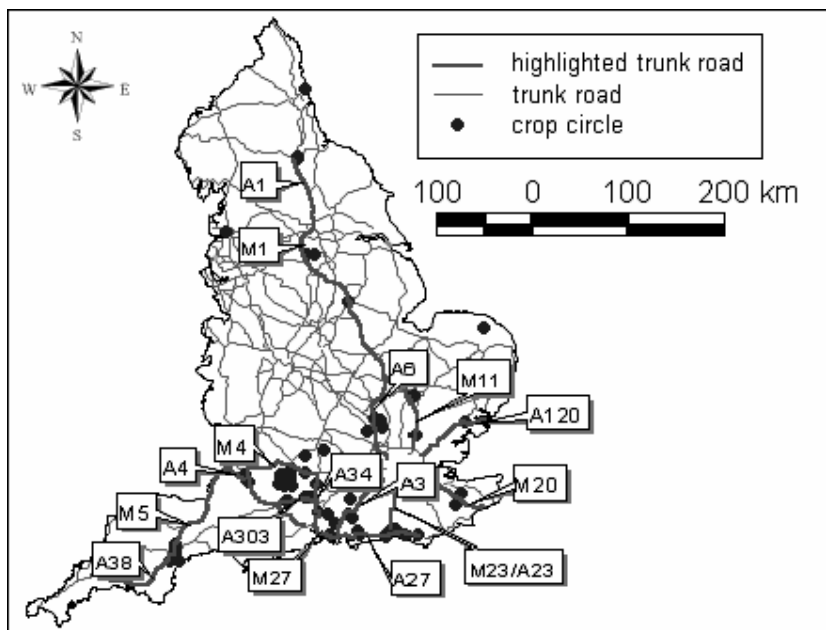 N
W E
S
highlighted trunk road
trunk road
crop circle
100 0 100 200 km
A1
M1
A6
M11
A120
M4
A4
A34
A3
M20
M5
A303
A38
M27
A27
M23/A23